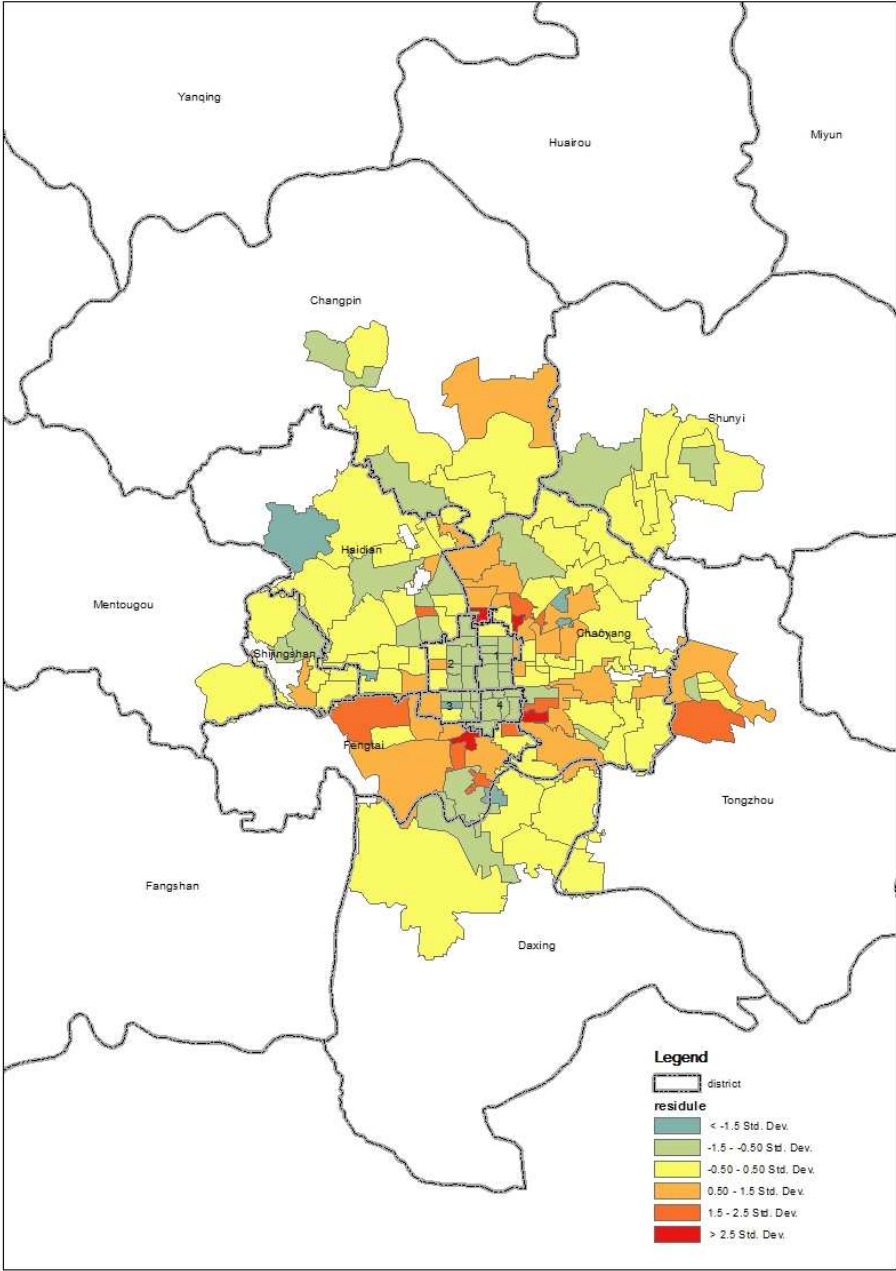 Yanqing
Huairou
Miyun
Changpin
Shunyi
Haidian
Mentougou
Chaoyang
Shijingshan
1
2
3
4
Fengtai
Tongzhou
Fangshan
Daxing
Legend
district
residule
< -1.5 Std. Dev.
-1.5 - -0.50 Std. Dev.
-0.50 - 0.50 Std. Dev.
0.50 - 1.5 Std. Dev.
1.5 - 2.5 Std. Dev.
> 2.5 Std. Dev.